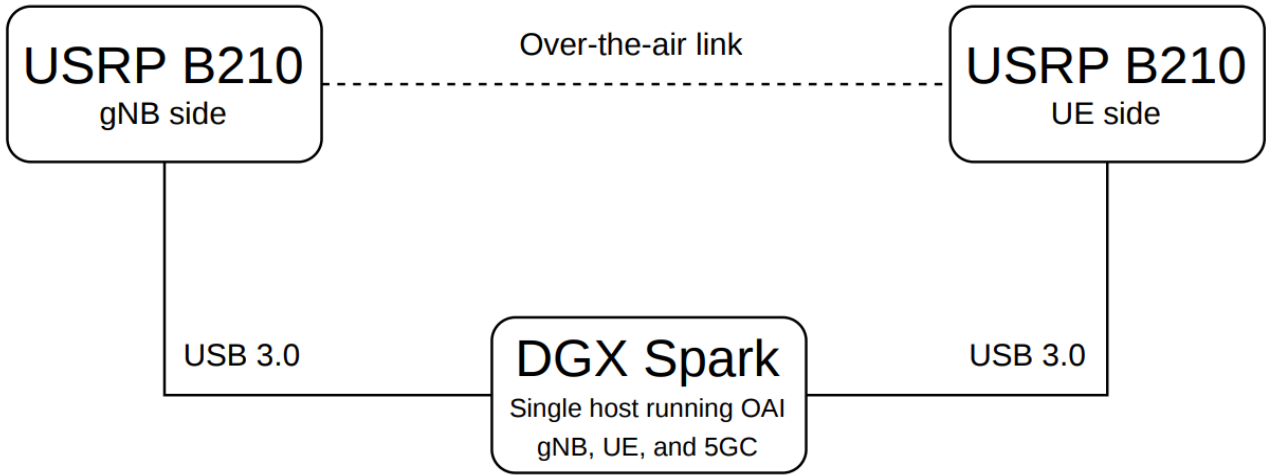 USRP B210
gNB side
Over-the-air link
USRP B210
UE side
USB 3.0
DGX Spark
Single host running OAI
gNB, UE, and 5GC
USB 3.0